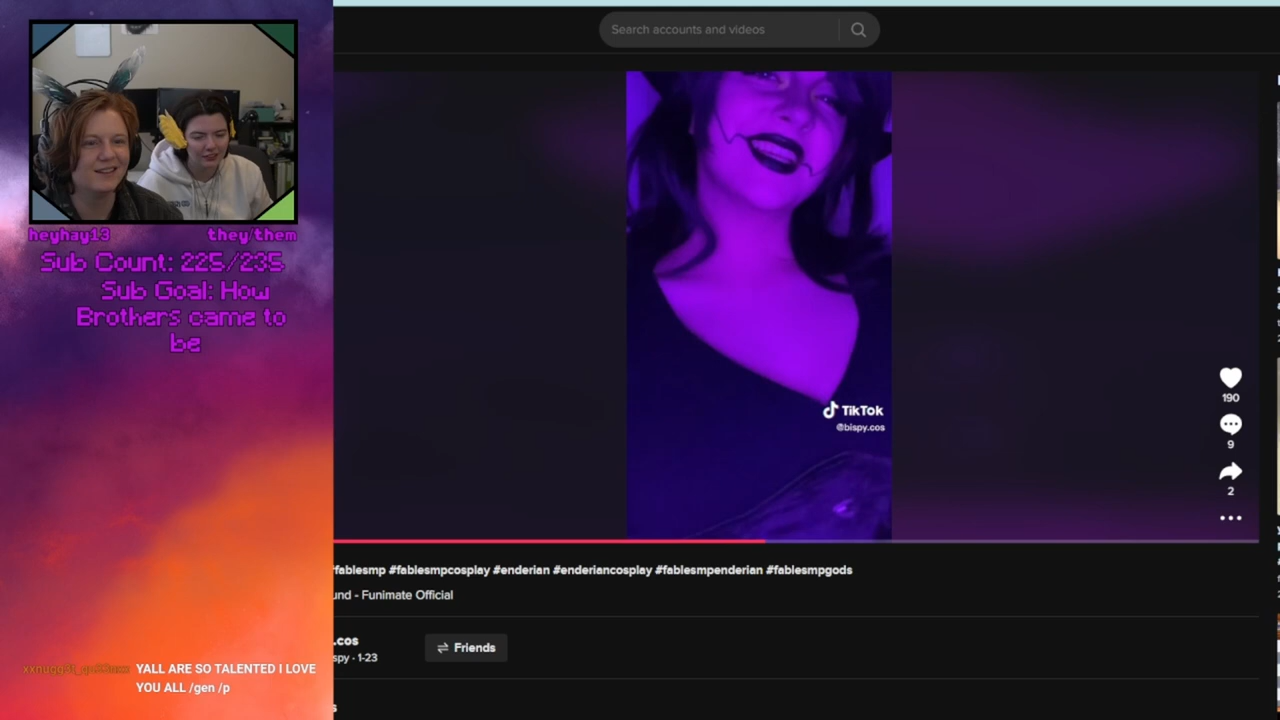 Search accounts and videos
heyhay13
they/them
Sub Count: 225/235
Sub Goal: How
Brothers came to
be
TikTok
@bispy.cos
190
9
2
#fablesmp #fablesmpcosplay #enderian #enderiancosplay #fablesmpenderian #fablesmpgods
und - Funimate Official
.cos
spy · 1-23
Friends
YALL ARE SO TALENTED I LOVE
YOU ALL /gen /p
s